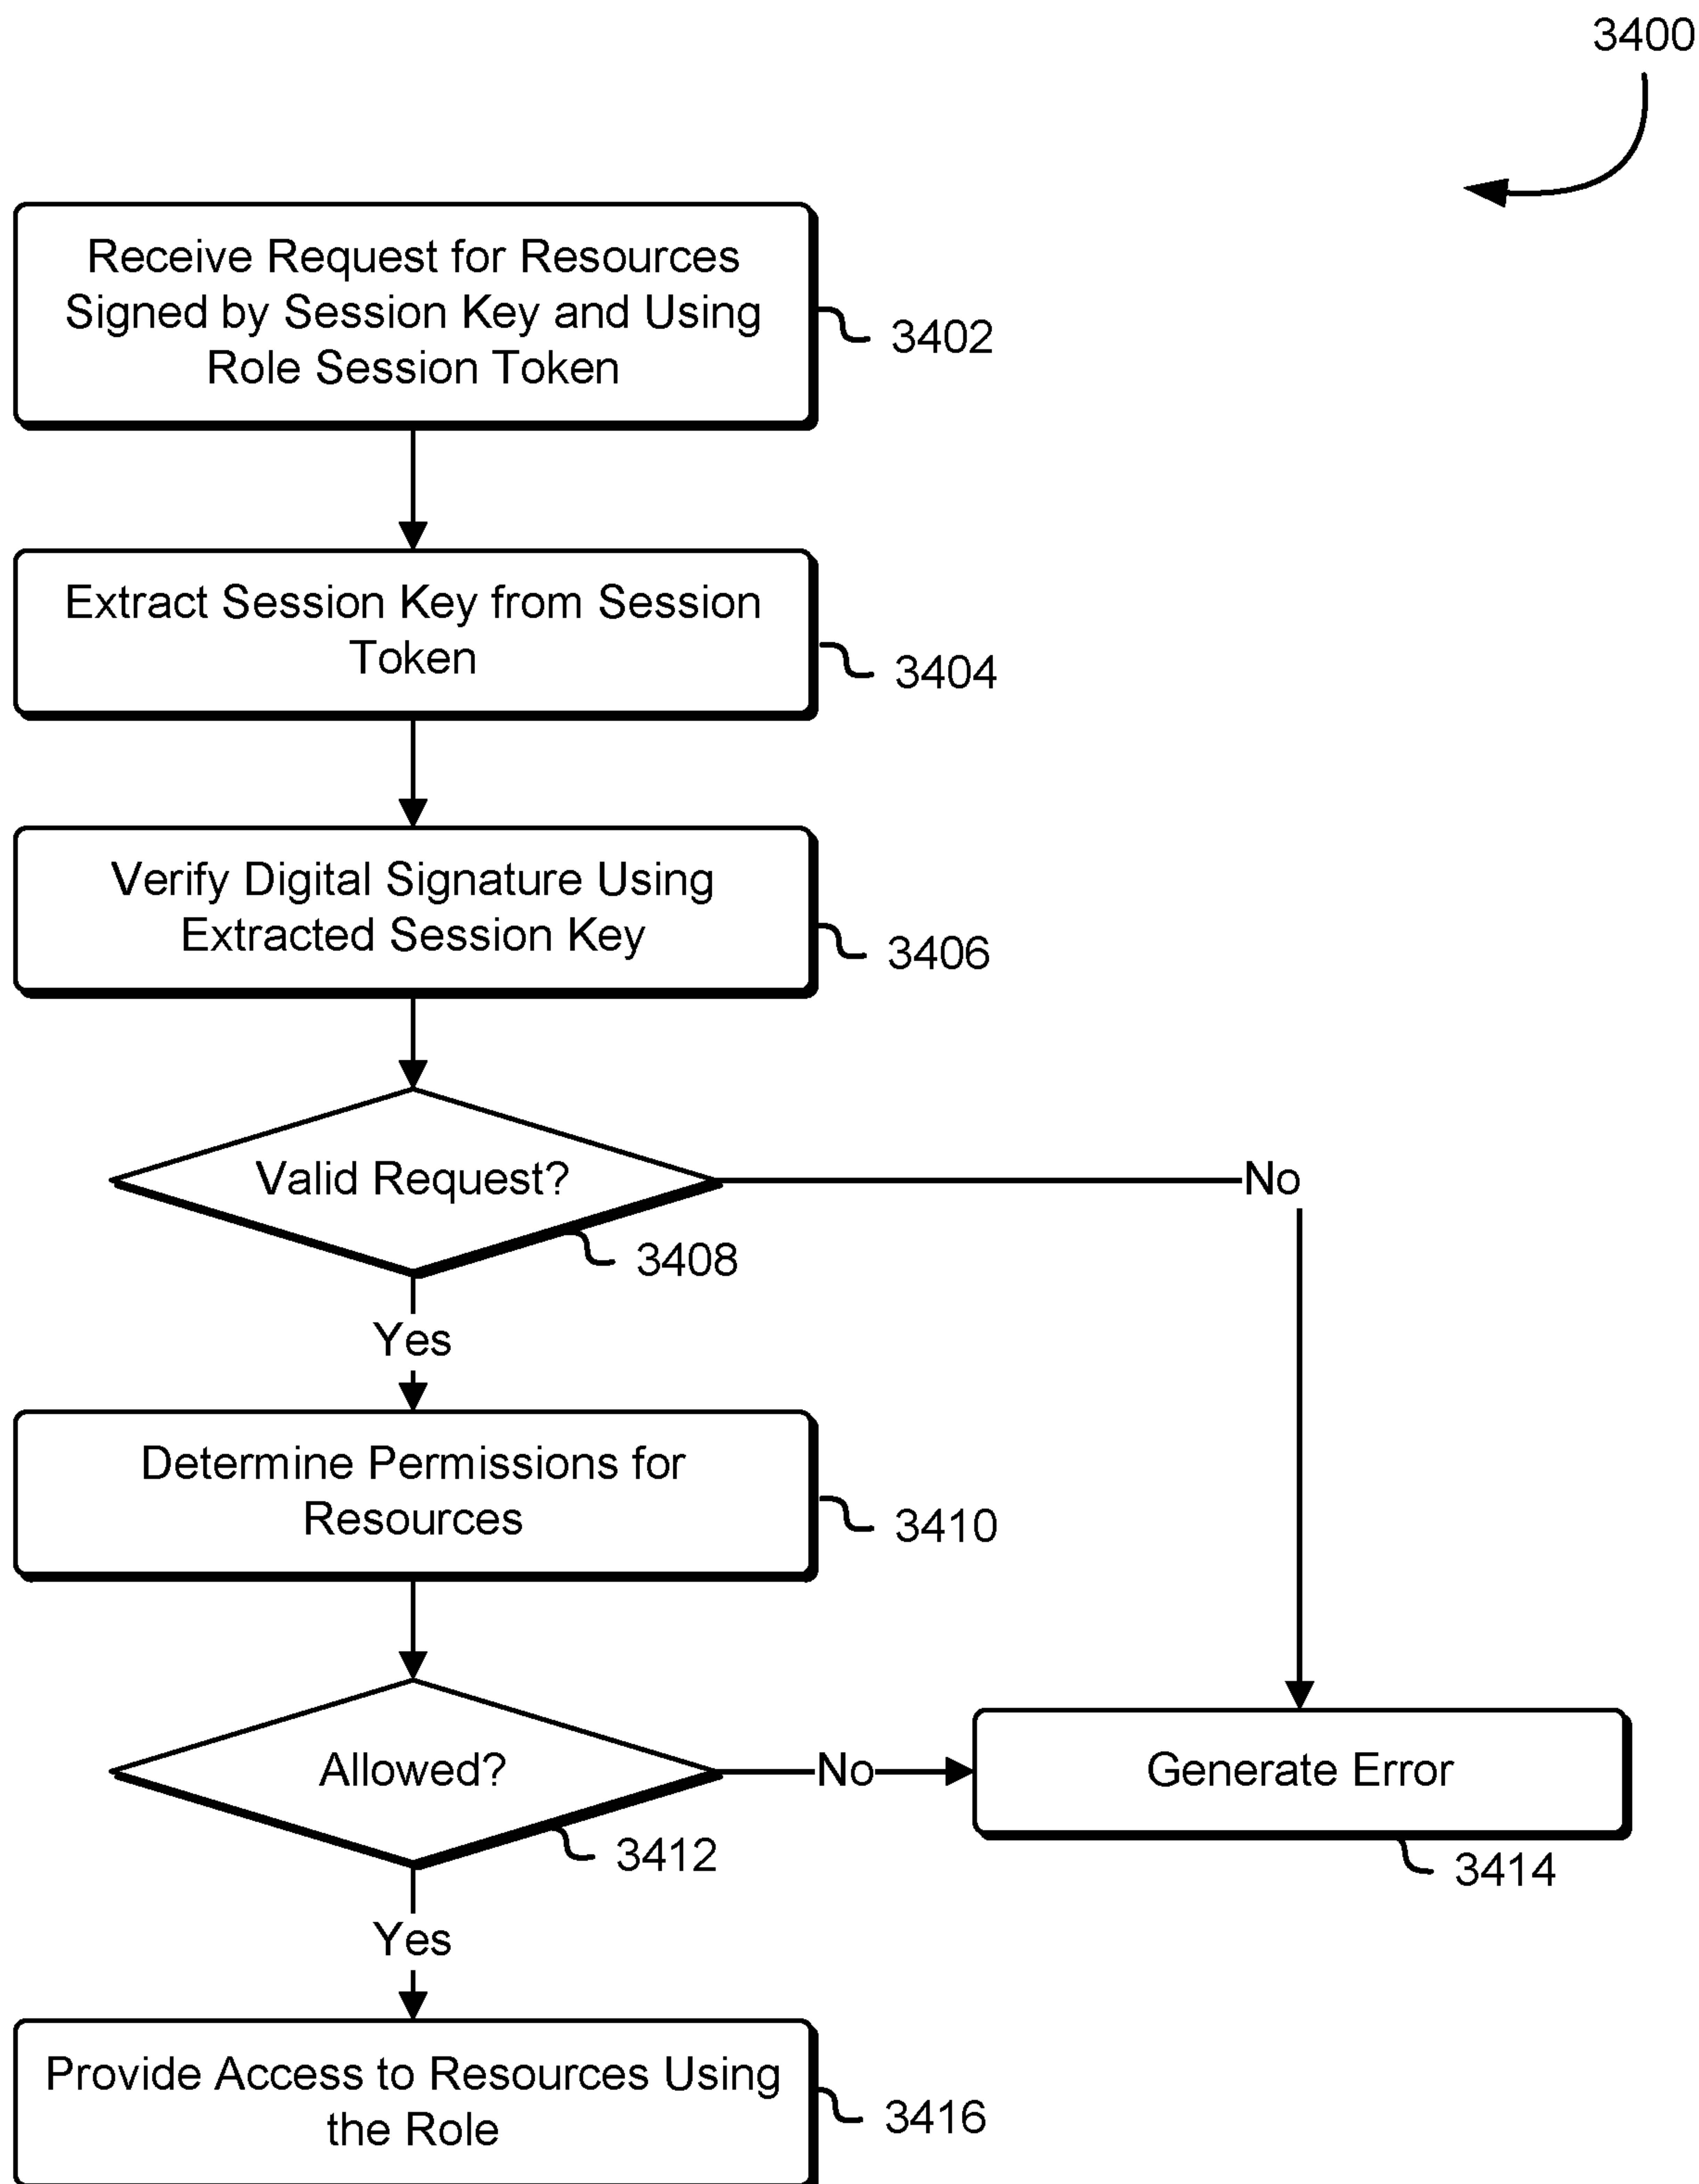 3400
Receive Request for Resources
Signed by Session Key and Using
Role Session Token
3402
Extract Session Key from Session
Token
3404
Verify Digital Signature Using
Extracted Session Key
3406
Valid Request?
No
3408
Yes
Determine Permissions for
Resources
3410
Allowed?
No
Generate Error
3412
3414
Yes
Provide Access to Resources Using
the Role
3416